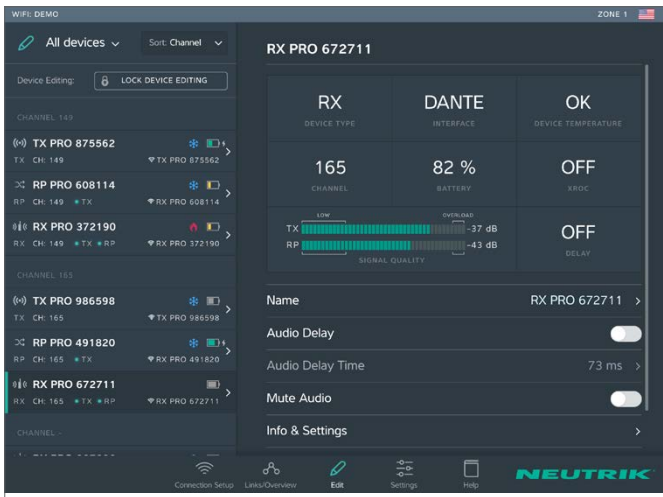 WIFI: DEMO
ZONE 1
All devices
Sort: Channel
Device Editing:
LOCK DEVICE EDITING
CHANNEL 149
TX PRO 875562
TX CH: 149 TX PRO 875562
RP PRO 608114
RP CH: 149 TX RX PRO 608114
RX PRO 372190
RX CH: 149 TX RP RX PRO 372190
CHANNEL 165
TX PRO 986598
TX CH: 165 TX PRO 986598
RP PRO 491820
RP CH: 165 TX RX PRO 491820
RX PRO 672711
RX CH: 165 TX RP RX PRO 672711
CHANNEL -
RX PRO 672711
RX
DEVICE TYPE
DANTE
INTERFACE
OK
DEVICE TEMPERATURE
165
CHANNEL
82 %
BATTERY
OFF
XROC
LOW OVERLOAD
TX -37 dB
RP -43 dB
SIGNAL QUALITY
OFF
DELAY
Name RX PRO 672711
Audio Delay
Audio Delay Time 73 ms
Mute Audio
Info & Settings
Connection Setup
Links/Overview
Edit
Settings
Help
NEUTRIK